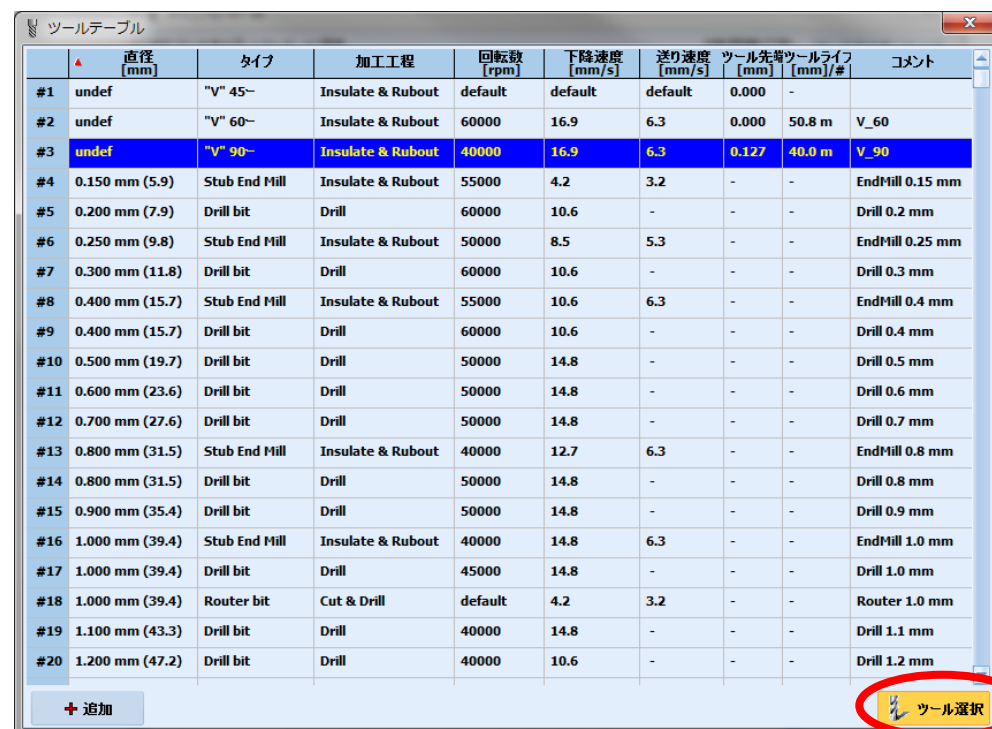 ツールテーブル
直径 [mm] タイプ 加工工程 回転数 [rpm] 下降速度 [mm/s] 送り速度 [mm/s] ツール先端 [mm] ツールライフ [mm]/# コメント
#1 undef "V" 45~ Insulate & Rubout default default default 0.000 -
#2 undef "V" 60~ Insulate & Rubout 60000 16.9 6.3 0.000 50.8 m V_60
#3 undef "V" 90~ Insulate & Rubout 40000 16.9 6.3 0.127 40.0 m V_90
#4 0.150 mm (5.9) Stub End Mill Insulate & Rubout 55000 4.2 3.2 - - EndMill 0.15 mm
#5 0.200 mm (7.9) Drill bit Drill 60000 10.6 - - - Drill 0.2 mm
#6 0.250 mm (9.8) Stub End Mill Insulate & Rubout 50000 8.5 5.3 - - EndMill 0.25 mm
#7 0.300 mm (11.8) Drill bit Drill 60000 10.6 - - - Drill 0.3 mm
#8 0.400 mm (15.7) Stub End Mill Insulate & Rubout 55000 10.6 6.3 - - EndMill 0.4 mm
#9 0.400 mm (15.7) Drill bit Drill 60000 10.6 - - - Drill 0.4 mm
#10 0.500 mm (19.7) Drill bit Drill 50000 14.8 - - - Drill 0.5 mm
#11 0.600 mm (23.6) Drill bit Drill 50000 14.8 - - - Drill 0.6 mm
#12 0.700 mm (27.6) Drill bit Drill 50000 14.8 - - - Drill 0.7 mm
#13 0.800 mm (31.5) Stub End Mill Insulate & Rubout 40000 12.7 6.3 - - EndMill 0.8 mm
#14 0.800 mm (31.5) Drill bit Drill 50000 14.8 - - - Drill 0.8 mm
#15 0.900 mm (35.4) Drill bit Drill 50000 14.8 - - - Drill 0.9 mm
#16 1.000 mm (39.4) Stub End Mill Insulate & Rubout 40000 14.8 6.3 - - EndMill 1.0 mm
#17 1.000 mm (39.4) Drill bit Drill 45000 14.8 - - - Drill 1.0 mm
#18 1.000 mm (39.4) Router bit Cut & Drill default 4.2 3.2 - - Router 1.0 mm
#19 1.100 mm (43.3) Drill bit Drill 40000 14.8 - - - Drill 1.1 mm
#20 1.200 mm (47.2) Drill bit Drill 40000 10.6 - - - Drill 1.2 mm
追加 ツール選択